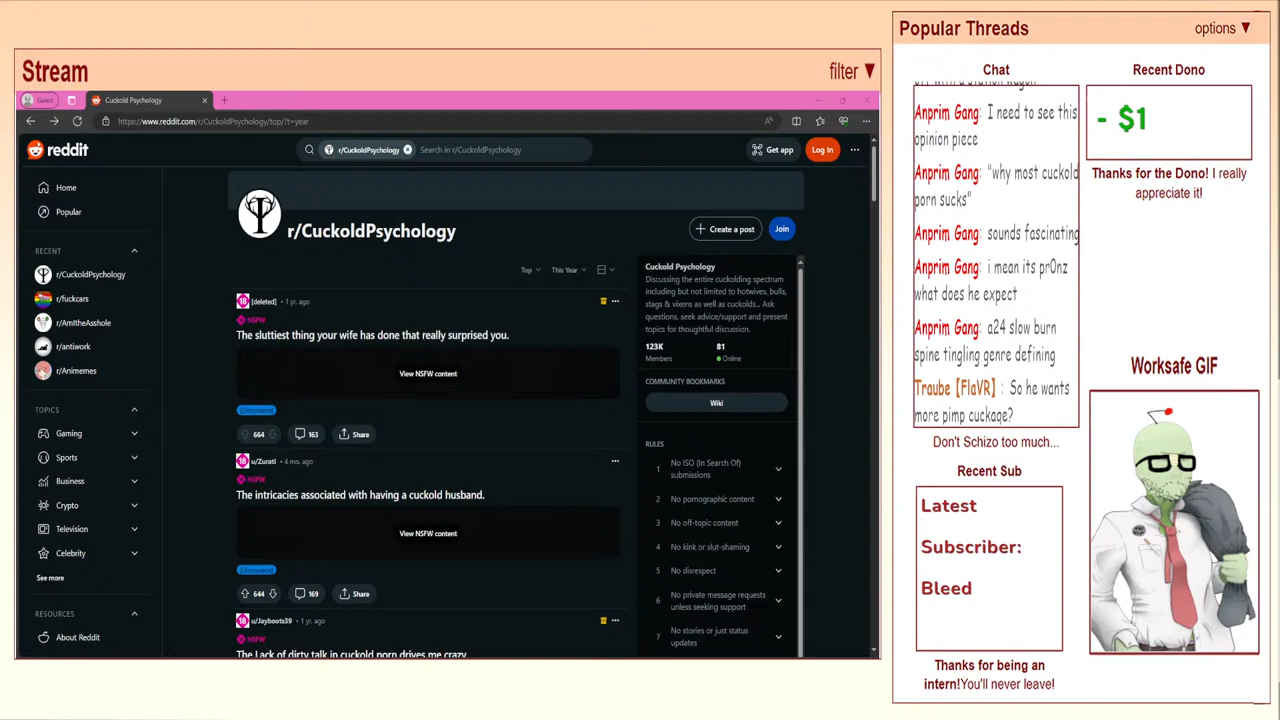 Stream
filter ▼
Guest
Cuckold Psychology
https://www.reddit.com/r/CuckoldPsychology/top/?t=year
reddit
r/CuckoldPsychology
Search in r/CuckoldPsychology
Get app
Log In
Home
Popular
RECENT
r/CuckoldPsychology
r/fuckcars
r/AmItheAsshole
r/antiwork
r/Animemes
TOPICS
Gaming
Sports
Business
Crypto
Television
Celebrity
See more
RESOURCES
About Reddit
r/CuckoldPsychology
Create a post
Join
Top
This Year
[deleted] • 1 yr. ago
NSFW
The sluttiest thing your wife has done that really surprised you.
View NSFW content
664
163
Share
u/Zurati • 4 mo. ago
NSFW
The intricacies associated with having a cuckold husband.
View NSFW content
644
169
Share
u/Jayboots39 • 1 yr. ago
NSFW
The Lack of dirty talk in cuckold porn drives me crazy
Cuckold Psychology
Discussing the entire cuckolding spectrum
including but not limited to hotwives, bulls,
stags & vixens as well as cuckolds... Ask
questions, seek advice/support and present
topics for thoughtful discussion.
123K
Members
81
Online
COMMUNITY BOOKMARKS
Wiki
RULES
1 No ISO (In Search Of)
submissions
2 No pornographic content
3 No off-topic content
4 No kink or slut-shaming
5 No disrespect
6 No private message requests
unless seeking support
7 No stories or just status
updates
Popular Threads
options ▼
Chat
off with a station wagon
Anprim Gang: I need to see this
opinion piece
Anprim Gang: "why most cuckold
porn sucks"
Anprim Gang: sounds fascinating
Anprim Gang: i mean its pr0nz
what does he expect
Anprim Gang: a24 slow burn
spine tingling genre defining
Traube [FlaVR] : So he wants
more pimp cuckage?
Don't Schizo too much...
Recent Sub
Latest
Subscriber:
Bleed
Thanks for being an
intern!You'll never leave!
Recent Dono
- $1
Thanks for the Dono! I really
appreciate it!
Worksafe GIF